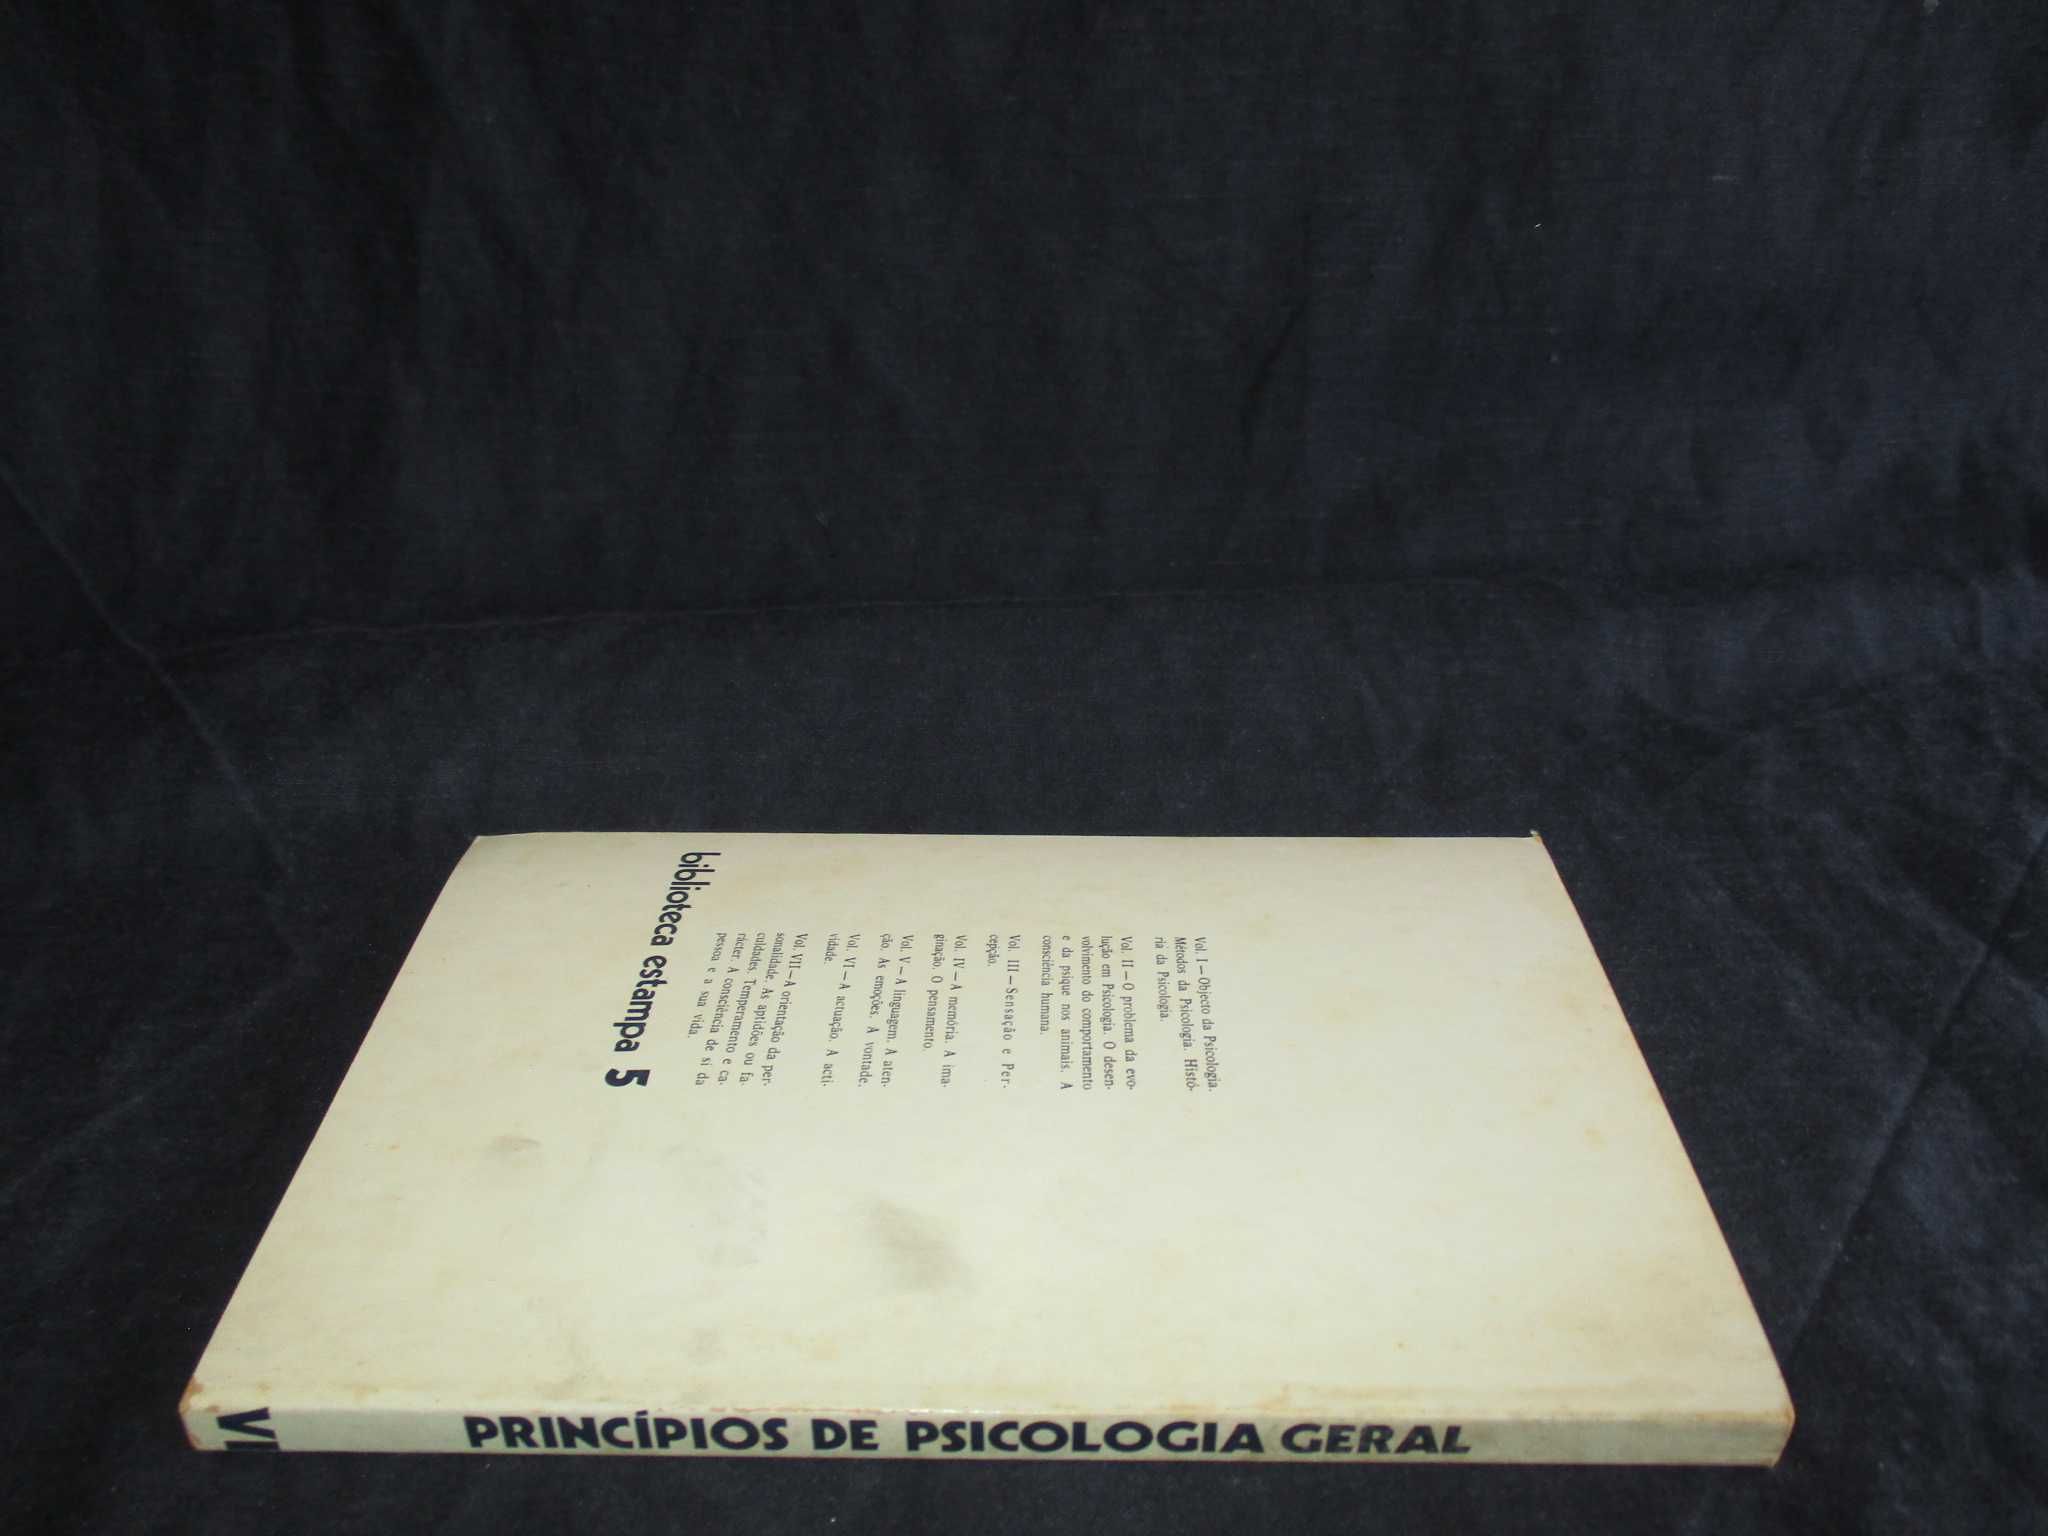 Vol. I — Objecto da Psicologia.
Métodos da Psicologia. Histó-
ria da Psicologia.
Vol. II — O problema da evo-
lução em Psicologia. O desen-
volvimento do comportamento
e da psique nos animais. A
consciência humana.
Vol. III — Sensação e Per-
cepção.
Vol. IV — A memória. A ima-
ginação. O pensamento.
Vol. V — A linguagem. A aten-
ção. As emoções. A vontade.
Vol. VI — A actuação. A acti-
vidade.
Vol. VII — A orientação da per-
sonalidade. As aptidões ou fa-
culdades. Temperamento e ca-
rácter. A consciência de si da
pessoa e a sua vida.
biblioteca estampa 5
VI
PRINCÍPIOS DE PSICOLOGIA GERAL